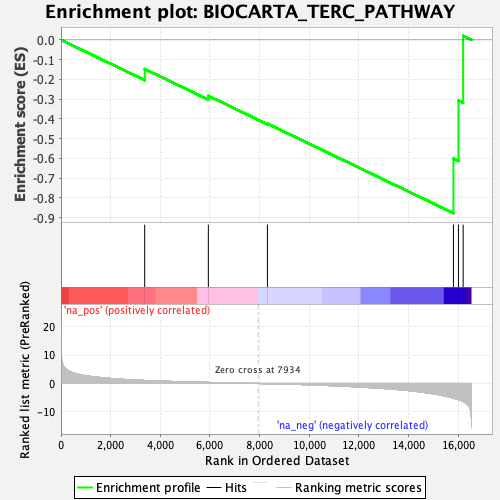 Enrichment plot: BIOCARTA_TERC_PATHWAY
Enrichment score (ES)
0.0
-0.1
-0.2
-0.3
-0.4
-0.5
-0.6
-0.7
-0.8
-0.9
'na_pos' (positively correlated)
Ranked list metric (PreRanked)
20
10
0
-10
Zero cross at 7934
'na_neg' (negatively correlated)
0 2,000 4,000 6,000 8,000 10,000 12,000 14,000 16,000
Rank in Ordered Dataset
Enrichment profile Hits Ranking metric scores